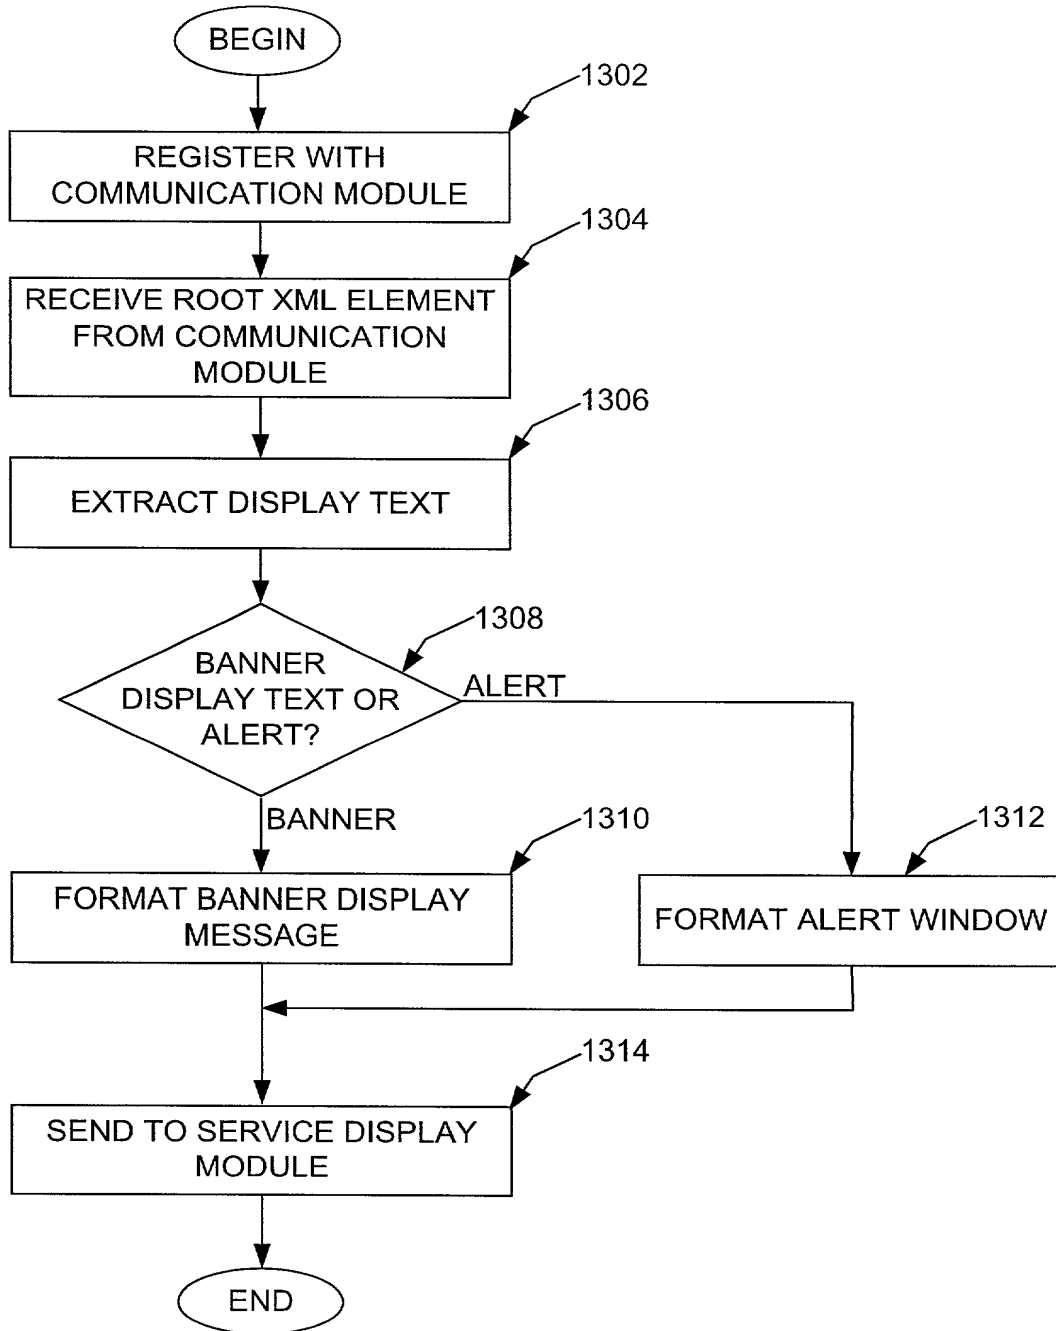 BEGIN
1302
REGISTER WITH
COMMUNICATION MODULE
1304
RECEIVE ROOT XML ELEMENT
FROM COMMUNICATION
MODULE
1306
EXTRACT DISPLAY TEXT
1308
BANNER
DISPLAY TEXT OR
ALERT?
ALERT
BANNER
1310
FORMAT BANNER DISPLAY
MESSAGE
1312
FORMAT ALERT WINDOW
1314
SEND TO SERVICE DISPLAY
MODULE
END